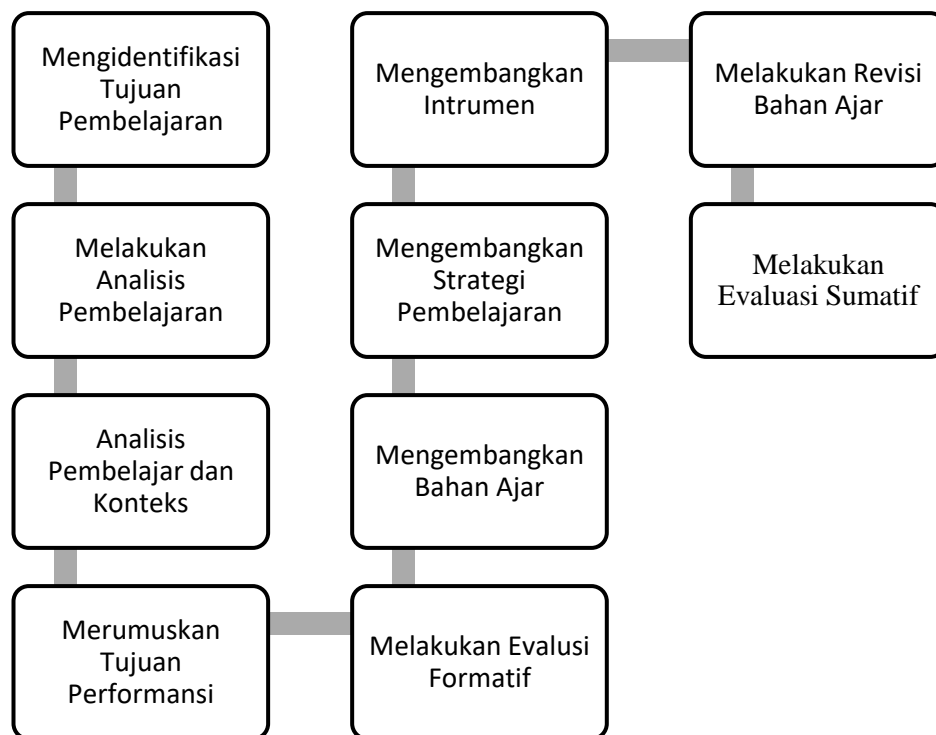 Mengidentifikasi
Tujuan
Pembelajaran
Melakukan
Analisis
Pembelajaran
Analisis
Pembelajar dan
Konteks
Merumuskan
Tujuan
Performansi
Mengembangkan
Intrumen
Mengembangkan
Strategi
Pembelajaran
Mengembangkan
Bahan Ajar
Melakukan Evalusi
Formatif
Melakukan Revisi
Bahan Ajar
Melakukan
Evaluasi Sumatif